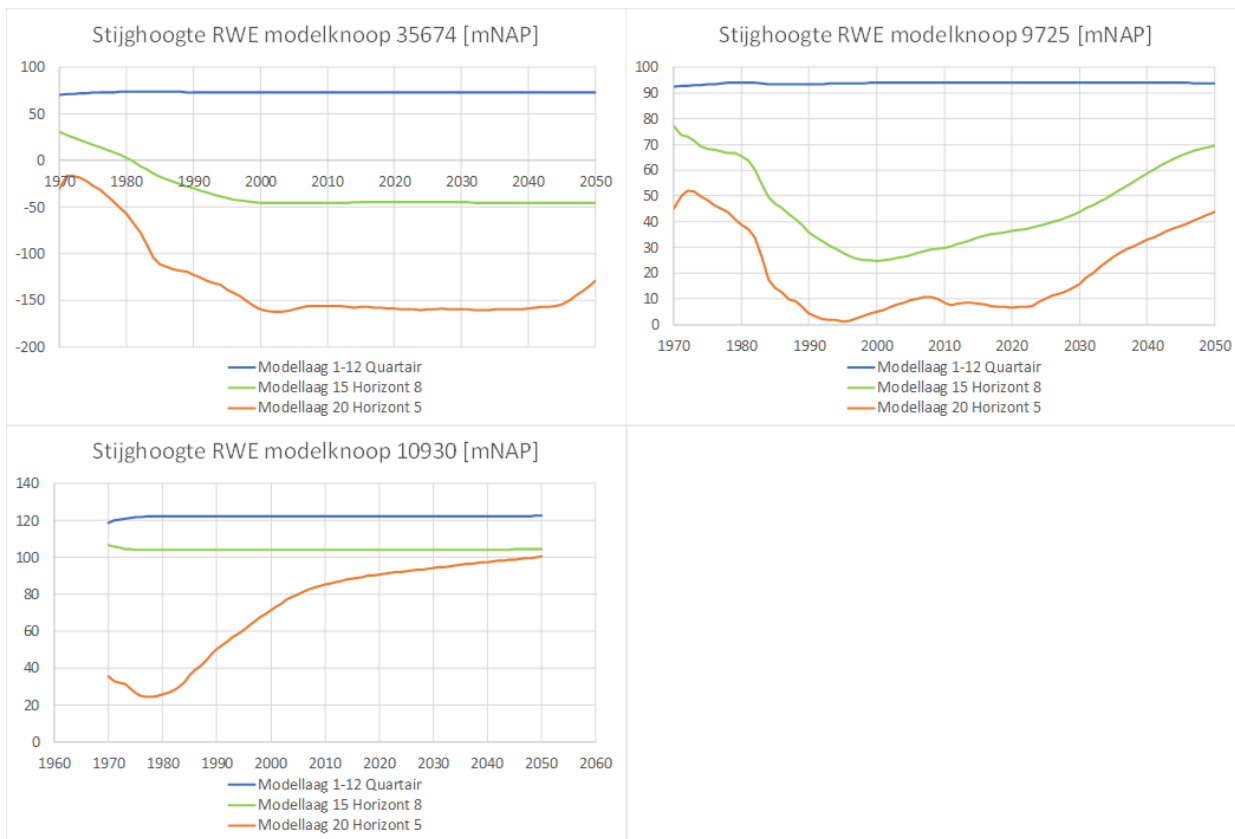 Stijghoogte RWE modelknoop 35674 [mNAP]
100
50
0
-50
-100
-150
-200
1970 1980 1990 2000 2010 2020 2030 2040 2050
Modellaag 1-12 Quartair
Modellaag 15 Horizont 8
Modellaag 20 Horizont 5
Stijghoogte RWE modelknoop 9725 [mNAP]
100
90
80
70
60
50
40
30
20
10
0
1970 1980 1990 2000 2010 2020 2030 2040 2050
Modellaag 1-12 Quartair
Modellaag 15 Horizont 8
Modellaag 20 Horizont 5
Stijghoogte RWE modelknoop 10930 [mNAP]
140
120
100
80
60
40
20
0
1960 1970 1980 1990 2000 2010 2020 2030 2040 2050 2060
Modellaag 1-12 Quartair
Modellaag 15 Horizont 8
Modellaag 20 Horizont 5